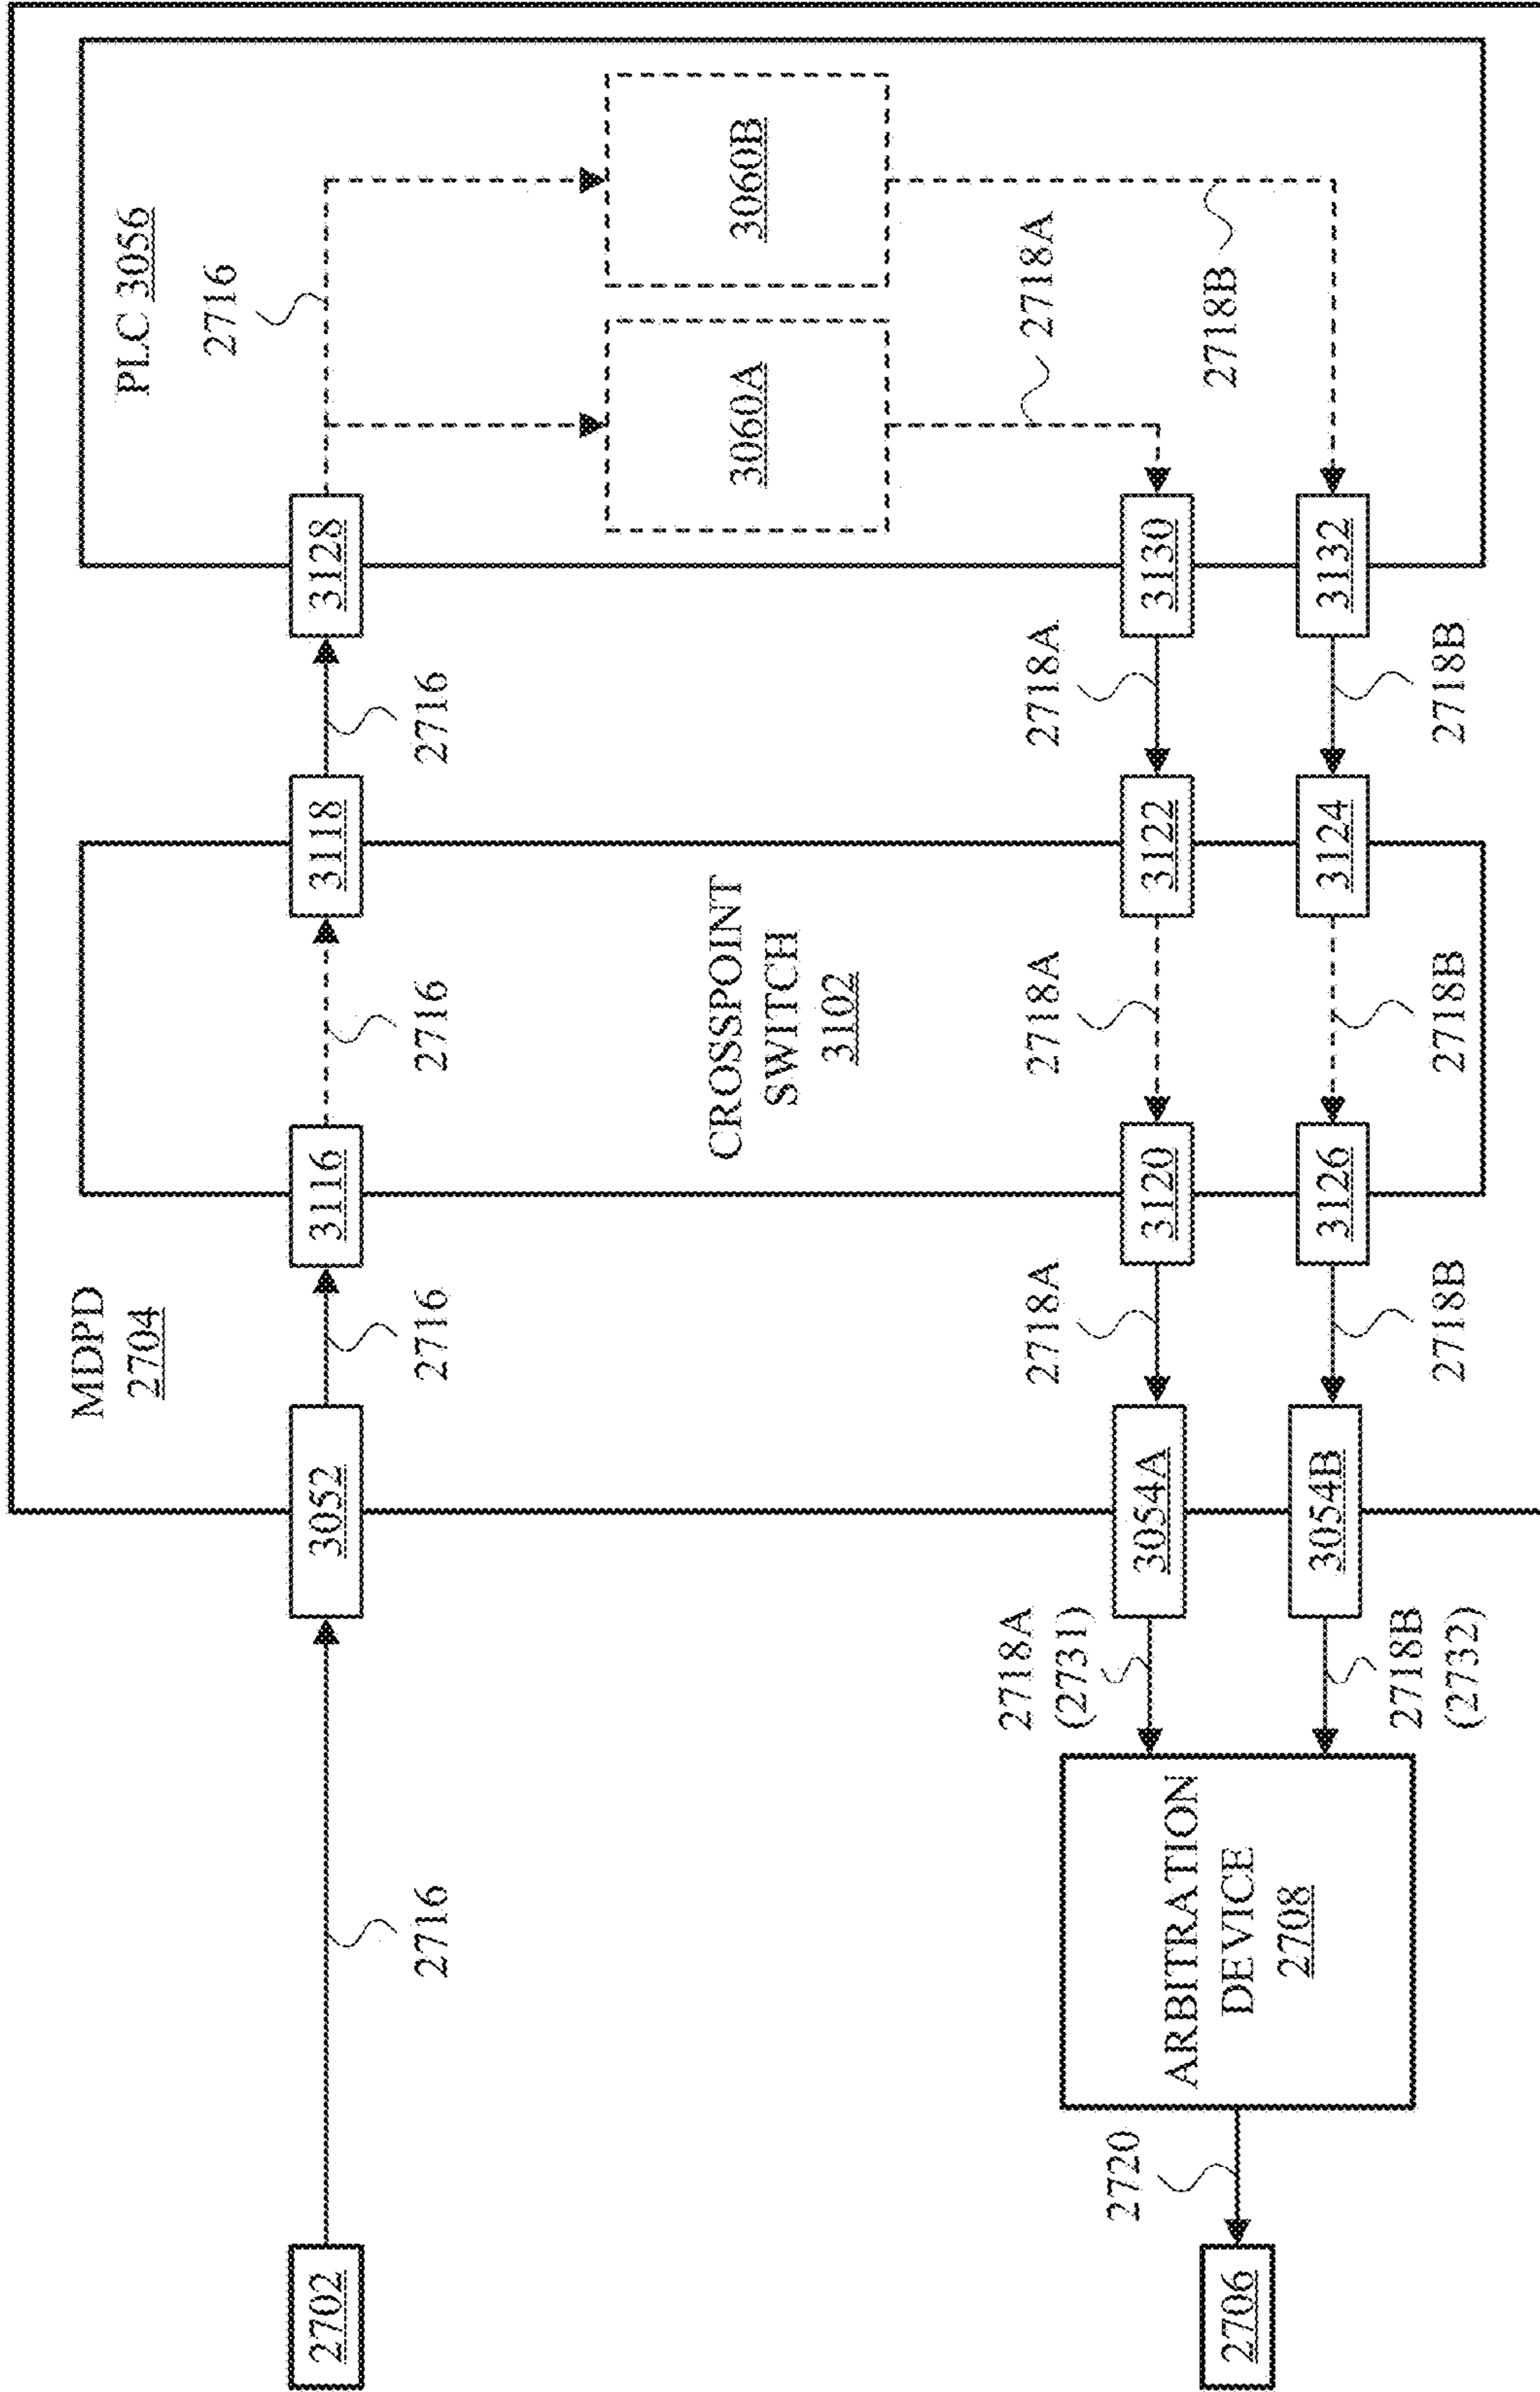 2702
2716
3052
MDPD
2704
2716
3116
2716
3118
2716
3128
PLC 3056
2716
3060A
3060B
CROSSPOINT
SWITCH
3102
2718A
2718B
3130
2718A
3122
2718A
3120
2718A
3054A
2718A
(2731)
3132
2718B
3124
2718B
3126
2718B
3054B
2718B
(2732)
ARBITRATION
DEVICE
2708
2720
2706